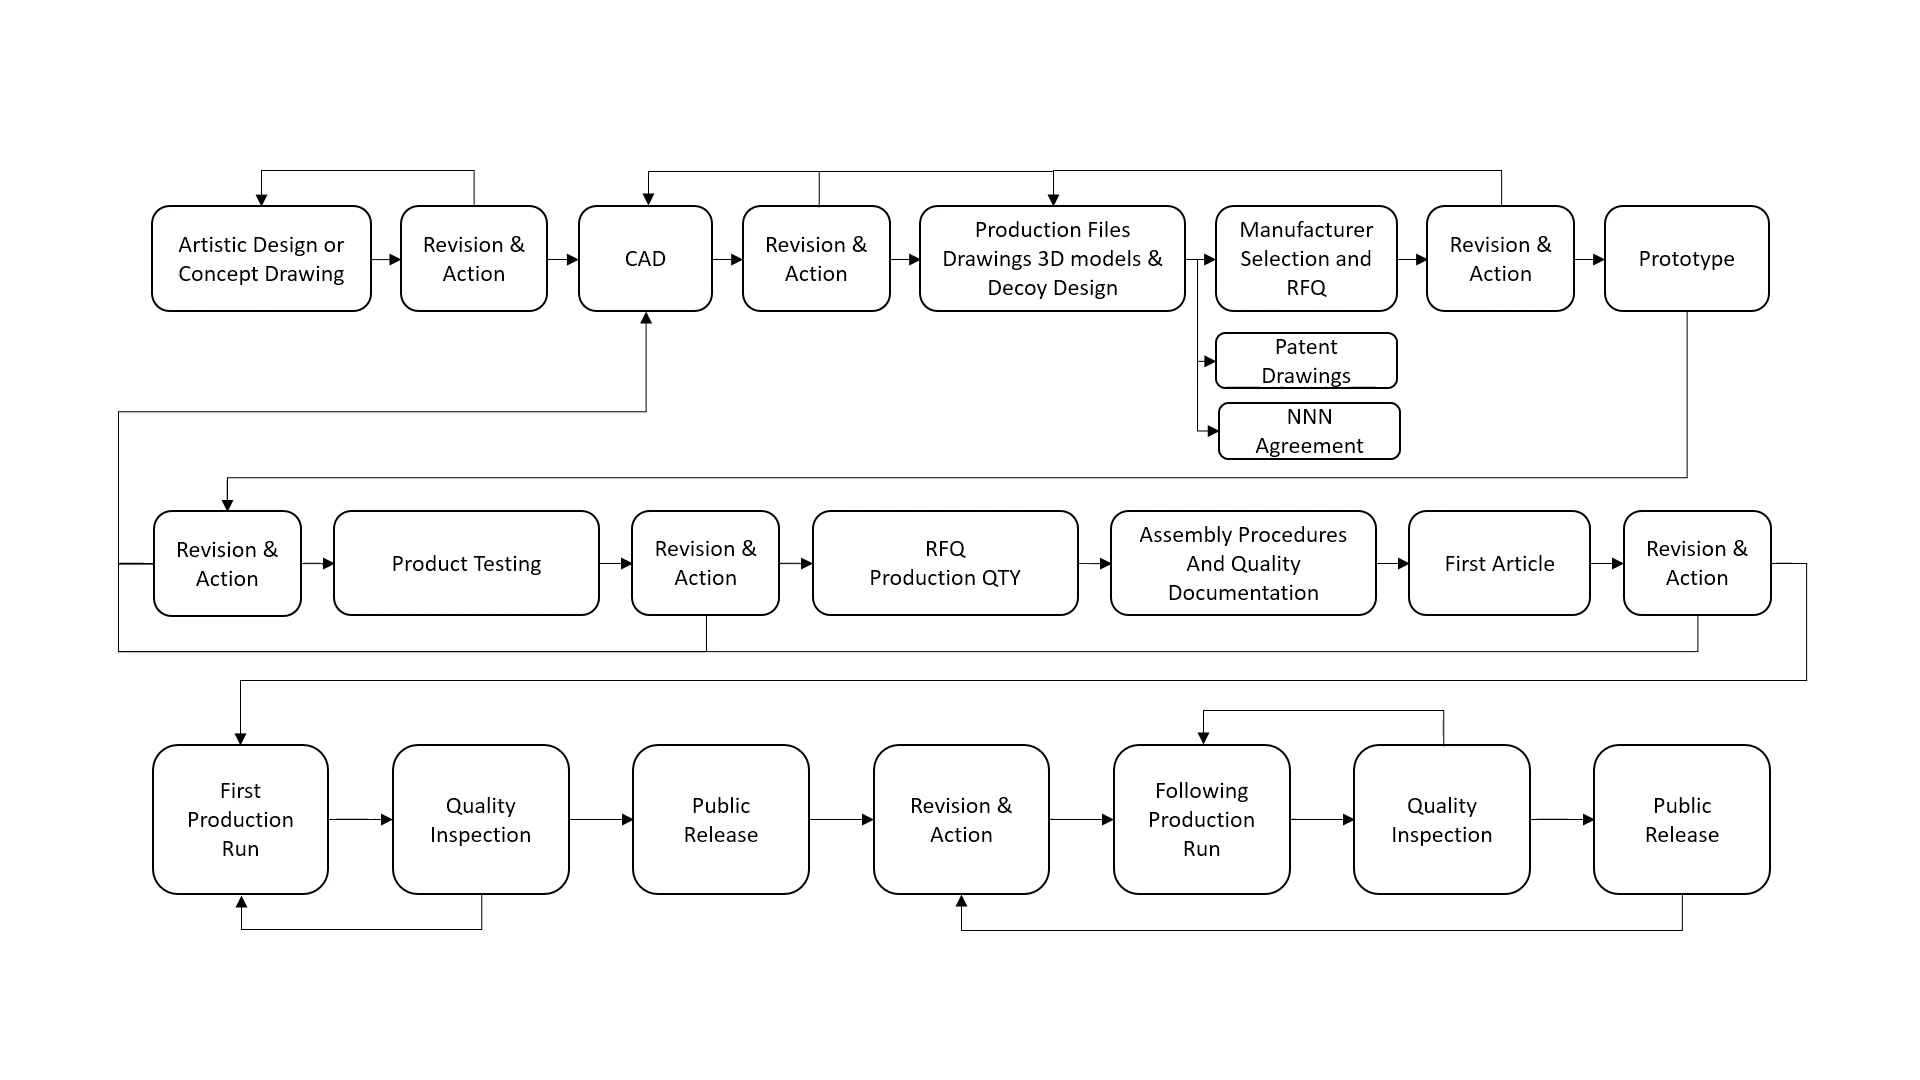 Artistic Design or
Concept Drawing
Revision &
Action
CAD
Revision &
Action
Production Files
Drawings 3D models &
Decoy Design
Manufacturer
Selection and
RFQ
Revision &
Action
Prototype
Patent
Drawings
NNN
Agreement
Revision &
Action
Product Testing
Revision &
Action
RFQ
Production QTY
Assembly Procedures
And Quality
Documentation
First Article
Revision &
Action
First
Production
Run
Quality
Inspection
Public
Release
Revision &
Action
Following
Production
Run
Quality
Inspection
Public
Release